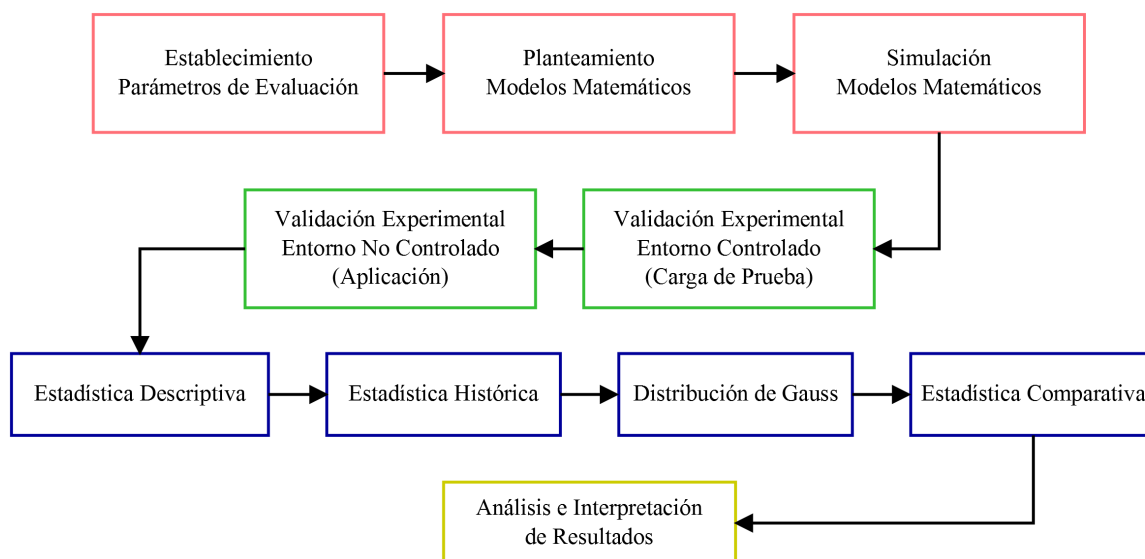 Establecimiento
Parámetros de Evaluación
Planteamiento
Modelos Matemáticos
Simulación
Modelos Matemáticos
Validación Experimental
Entorno No Controlado
(Aplicación)
Validación Experimental
Entorno Controlado
(Carga de Prueba)
Estadística Descriptiva
Estadística Histórica
Distribución de Gauss
Estadística Comparativa
Análisis e Interpretación
de Resultados